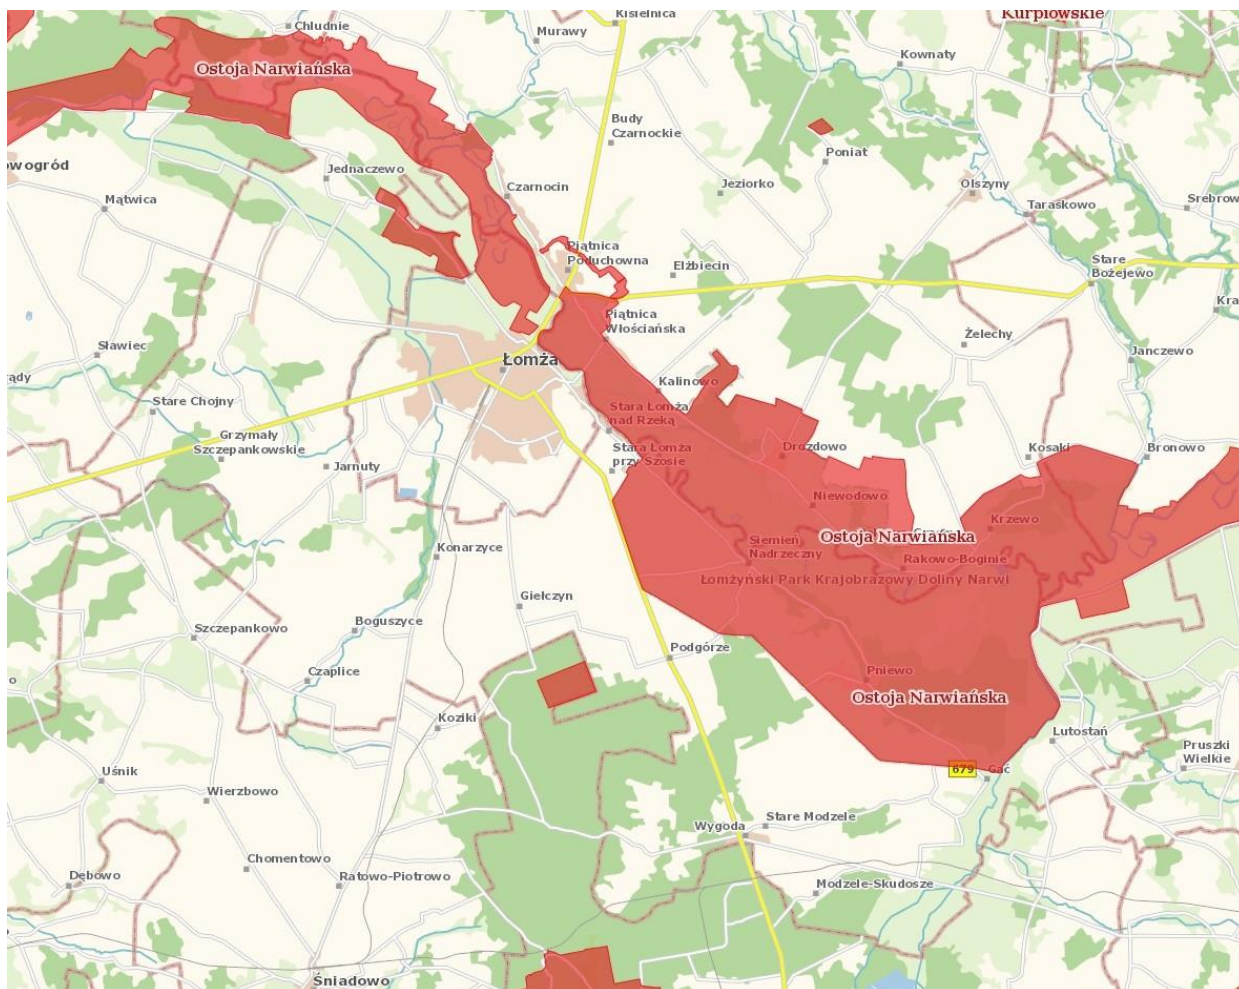 Kisielnica
Kurpiowskie
Chludnie
Murawy
Kownaty
Ostoja Narwiańska
Budy
Czarnockie
Poniat
owogród
Jednaczewo
Czarnocin
Jeziorko
Olszyny
Mątwica
Taraskowo
Srebrow
Piątnica
Poduchowna
Elżbiecin
Stare
Bożejewo
Kra
Piątnica
Włościańska
Żelechy
Sławiec
Łomża
Janczewo
rądy
Kalinowo
Stare Chojny
Stara Łomża
nad Rzeką
Grzymały
Szczepankowskie
Stara Łomża
przy Szosie
Drozdowo
Kosaki
Bronowo
Jarnuty
Niewodowo
Krzewo
Ostoja Narwiańska
Konarzyce
Siemień
Nadrzeczny
Rakowo-Boginie
Łomżyński Park Krajobrazowy Doliny Narwi
Giełczyn
Szczepankowo
Boguszyce
Podgórze
Czaplice
Pniewo
o
Ostoja Narwiańska
Koziki
Lutostań
Pruszki
Wielkie
679
Gać
Uśnik
Wierzbowo
Stare Modzele
Wygoda
Chomentowo
Dębowo
Ratowo-Piotrowo
Modzele-Skudosze
Śniadowo